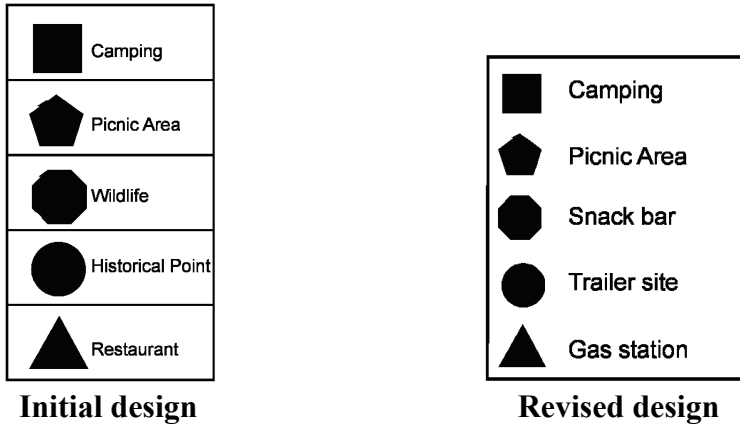 Camping
Picnic Area
Wildlife
Historical Point
Restaurant
Initial design
Camping
Picnic Area
Snack bar
Trailer site
Gas station
Revised design